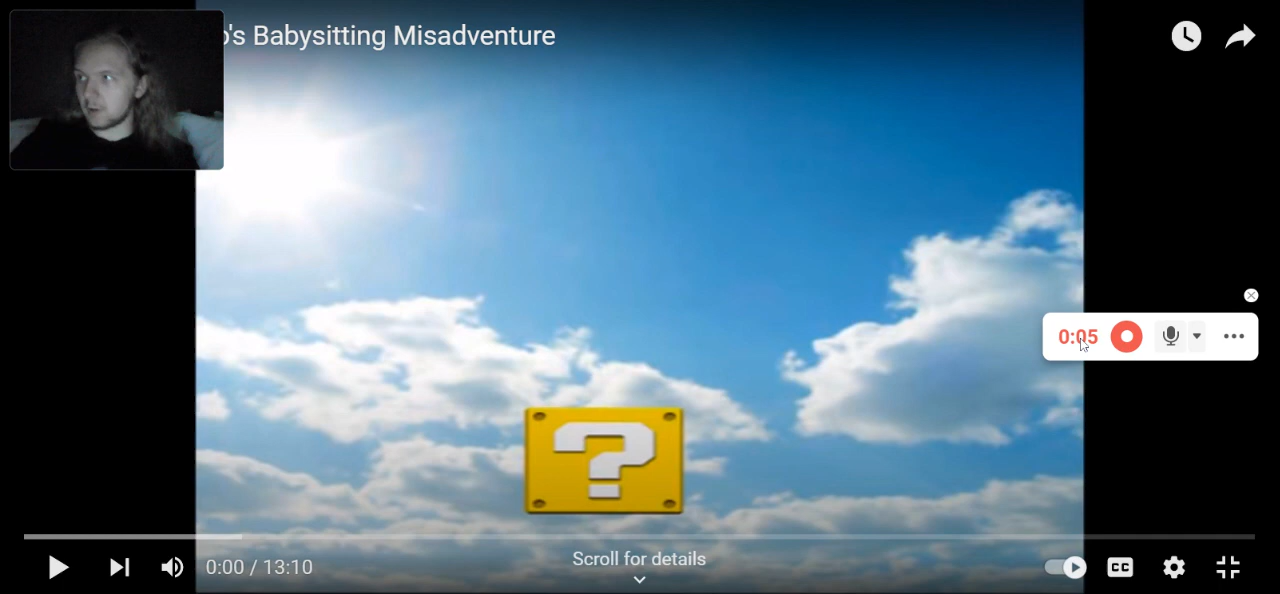 o's Babysitting Misadventure
0:05
?
Scroll for details
0:00 / 13:10
CC